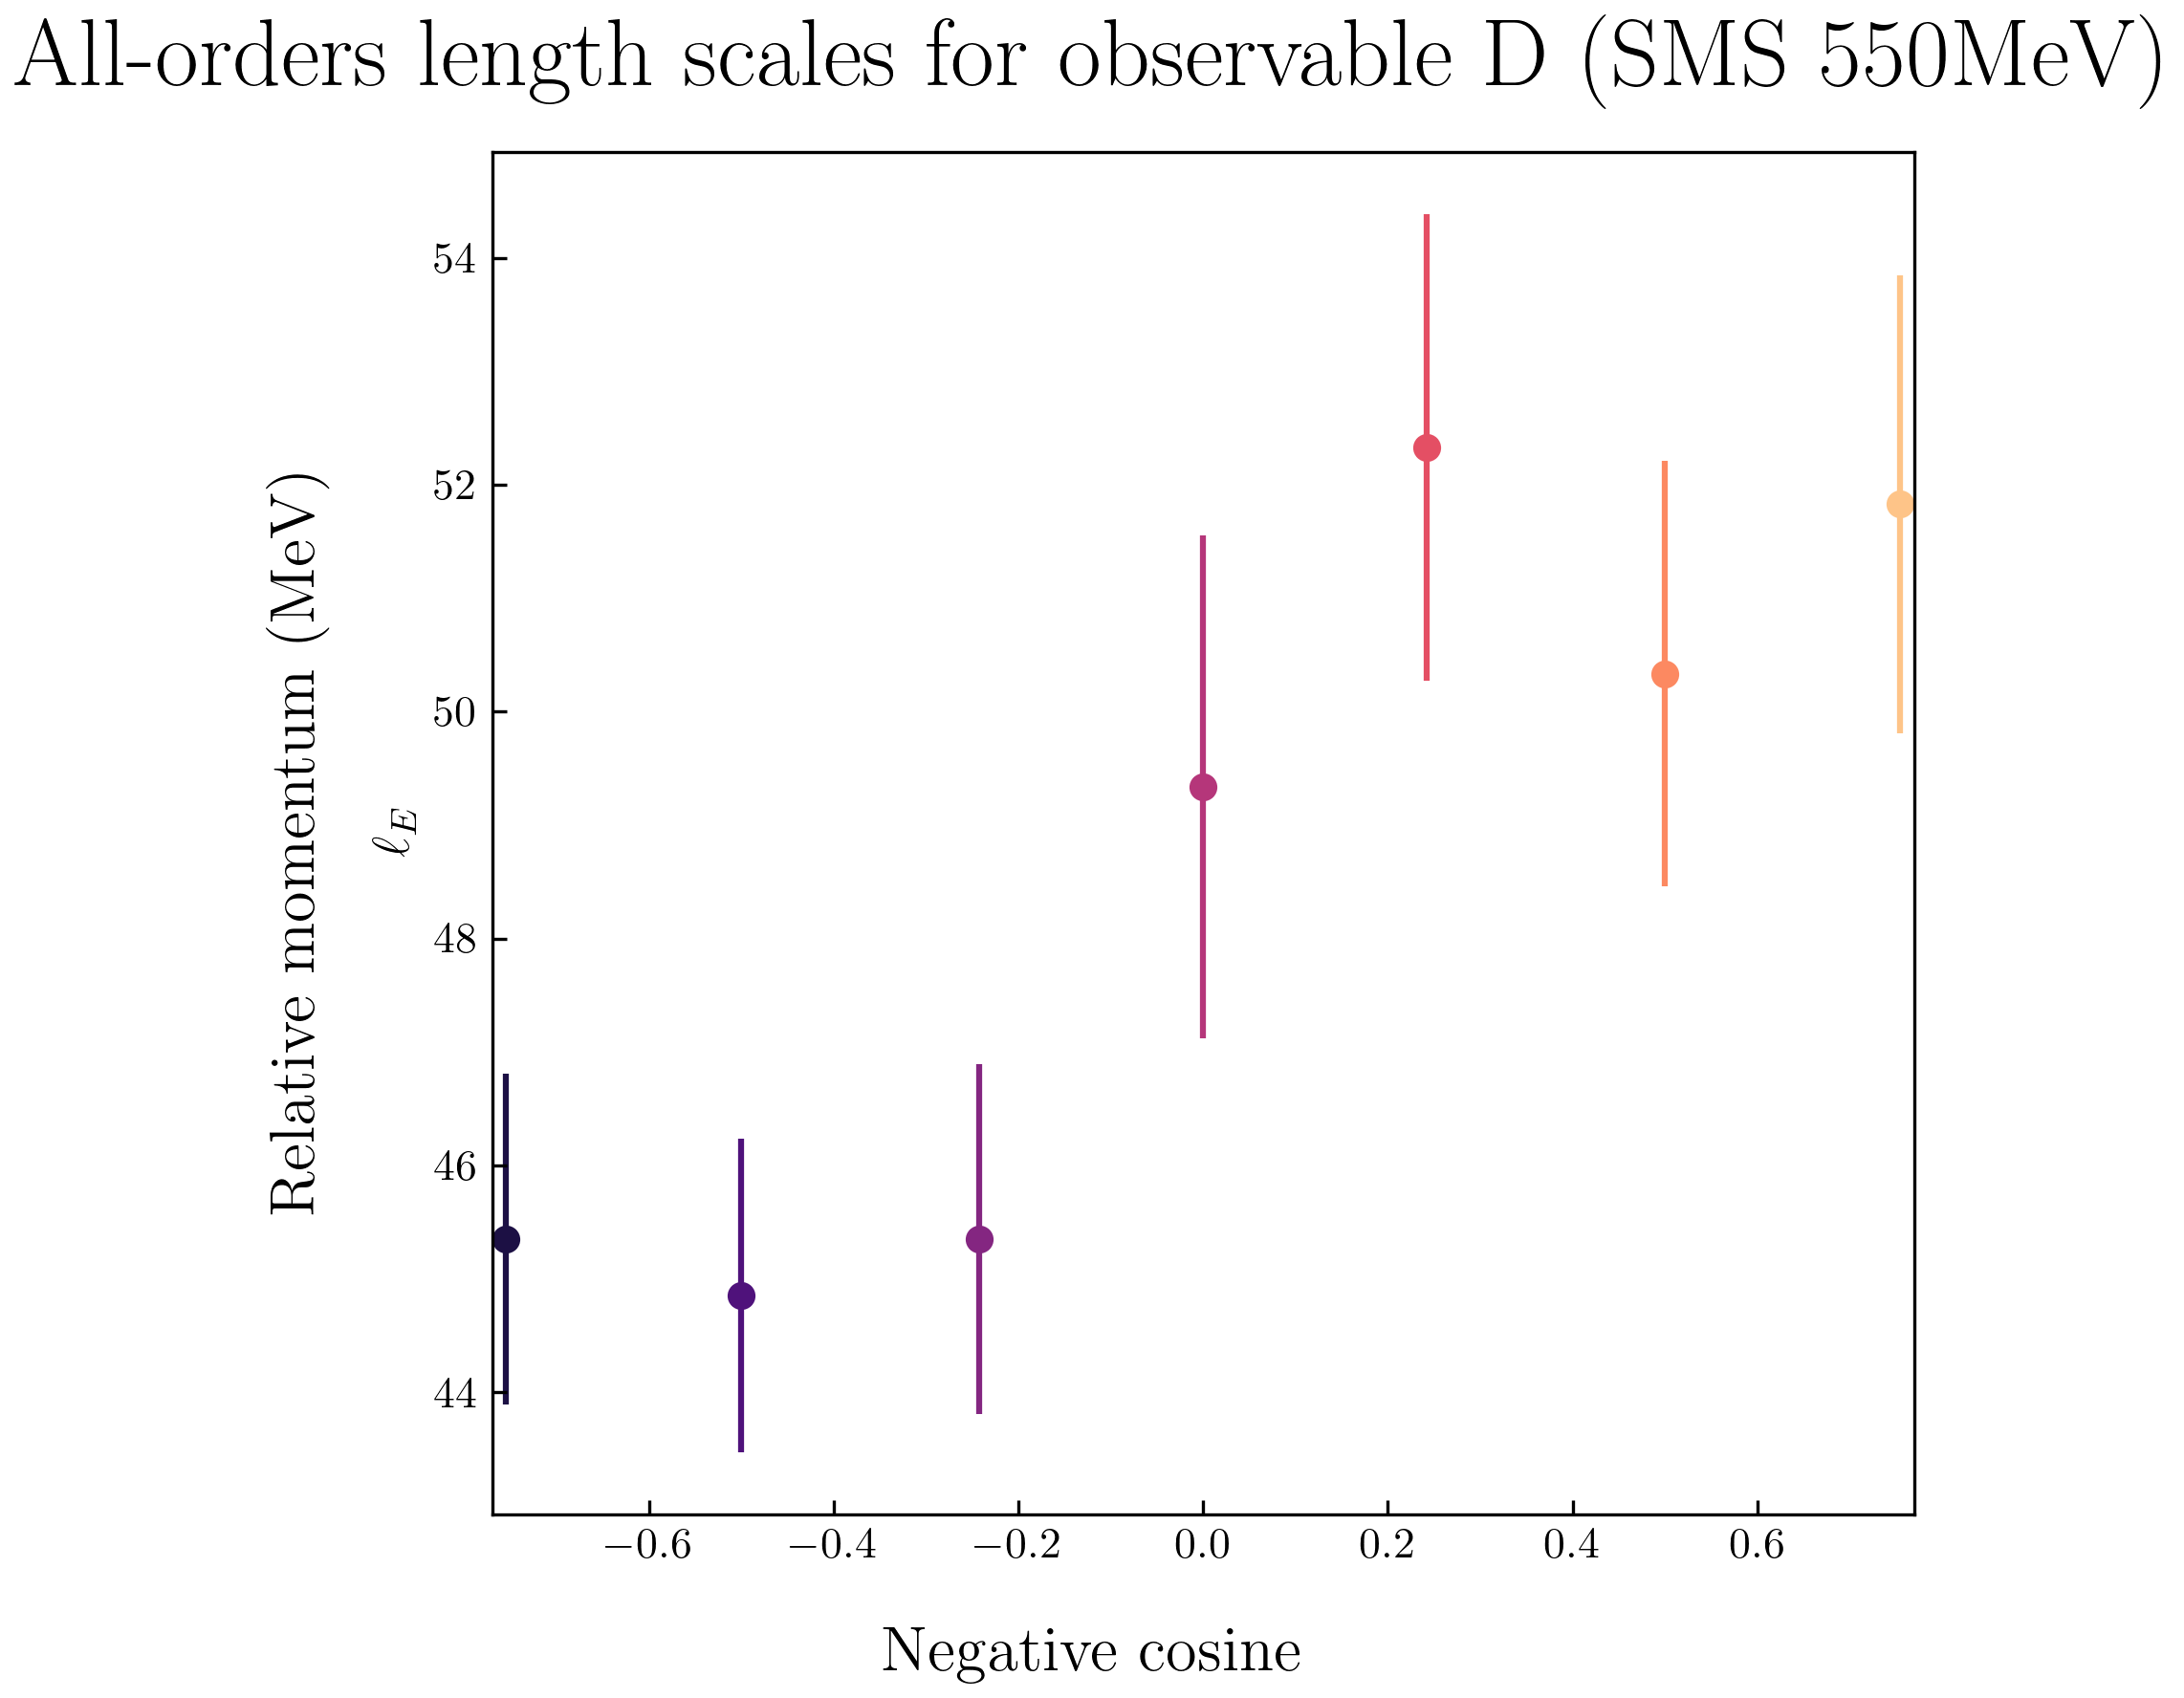 All-orders length scales for observable D (SMS 550MeV)
Relative momentum (MeV)
ℓ_E
54
52
50
48
46
44
−0.6 −0.4 −0.2 0.0 0.2 0.4 0.6
Negative cosine